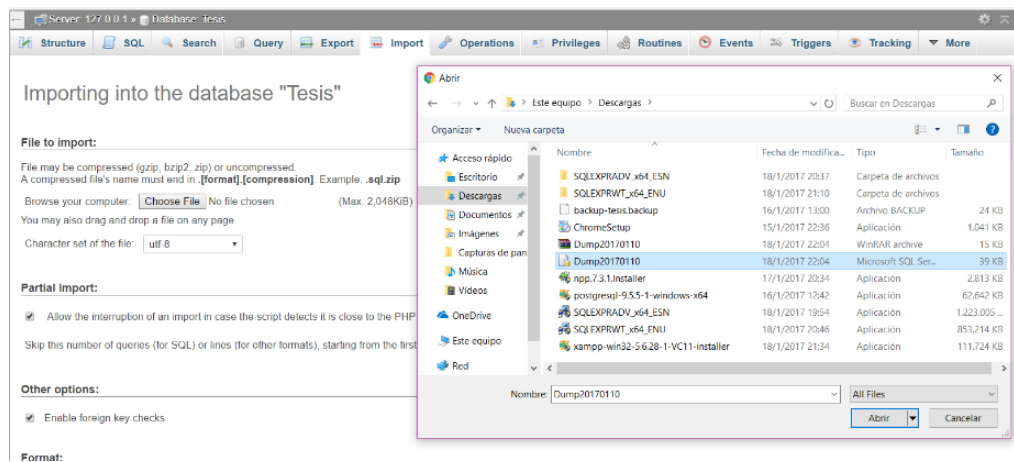 Server: 127.0.0.1 » Database: Tesis
Structure SQL Search Query Export Import Operations Privileges Routines Events Triggers Tracking More
Importing into the database "Tesis"
File to import:
File may be compressed (gzip, bzip2, zip) or uncompressed.
A compressed file's name must end in .[format].[compression]. Example: .sql.zip
Browse your computer: Choose File No file chosen (Max: 2,048KiB)
You may also drag and drop a file on any page.
Character set of the file: utf-8
Partial import:
Allow the interruption of an import in case the script detects it is close to the PHP
Skip this number of queries (for SQL) or lines (for other formats), starting from the first
Other options:
Enable foreign key checks
Format:
Abrir
Este equipo > Descargas >
Buscar en Descargas
Organizar Nueva carpeta
Acceso rápido
Escritorio
Descargas
Documentos
Imágenes
Capturas de pan
Música
Vídeos
OneDrive
Este equipo
Red
Nombre Fecha de modifica... Tipo Tamaño
SQLEXPRADV_x64_ESN 18/1/2017 20:37 Carpeta de archivos
SQLEXPRWT_x64_ENU 18/1/2017 21:10 Carpeta de archivos
backup-tesis.backup 16/1/2017 13:00 Archivo BACKUP 24 KB
ChromeSetup 15/1/2017 22:36 Aplicación 1.041 KB
Dump20170110 18/1/2017 22:04 WinRAR archive 15 KB
Dump20170110 18/1/2017 22:04 Microsoft SQL Ser... 39 KB
npp.7.3.1.Installer 17/1/2017 20:34 Aplicación 2.813 KB
postgresql-9.5.5-1-windows-x64 16/1/2017 12:42 Aplicación 62.642 KB
SQLEXPRADV_x64_ESN 18/1/2017 19:54 Aplicación 1.223.005 ...
SQLEXPRWT_x64_ENU 18/1/2017 20:46 Aplicación 853.214 KB
xampp-win32-5.6.28-1-VC11-installer 18/1/2017 21:34 Aplicación 111.724 KB
Nombre: Dump20170110 All Files
Abrir Cancelar